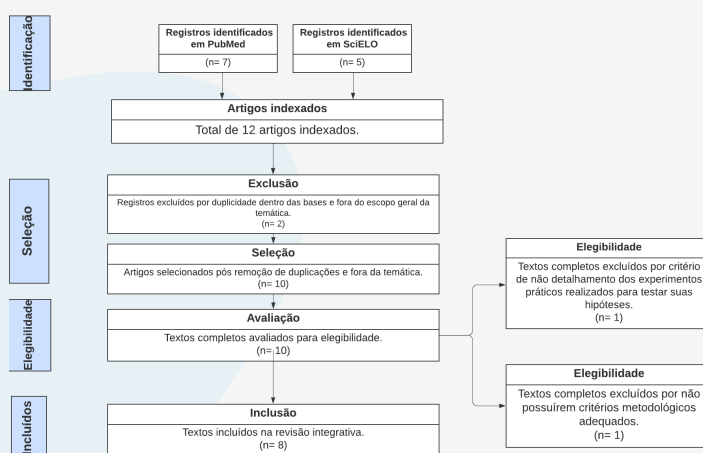 Identificação
Registros identificados
em PubMed
(n= 7)
Registros identificados
em SciELO
(n= 5)
Artigos indexados
Total de 12 artigos indexados.
Seleção
Exclusão
Registros excluídos por duplicidade dentro das bases e fora do escopo geral da
temática.
(n= 2)
Seleção
Artigos selecionados pós remoção de duplicações e fora da temática.
(n= 10)
Elegibilidade
Avaliação
Textos completos avaliados para elegibilidade.
(n= 10)
Elegibilidade
Textos completos excluídos por critério
de não detalhamento dos experimentos
práticos realizados para testar suas
hipóteses.
(n= 1)
Elegibilidade
Textos completos excluídos por não
possuírem critérios metodológicos
adequados.
(n= 1)
Incluídos
Inclusão
Textos incluídos na revisão integrativa.
(n= 8)